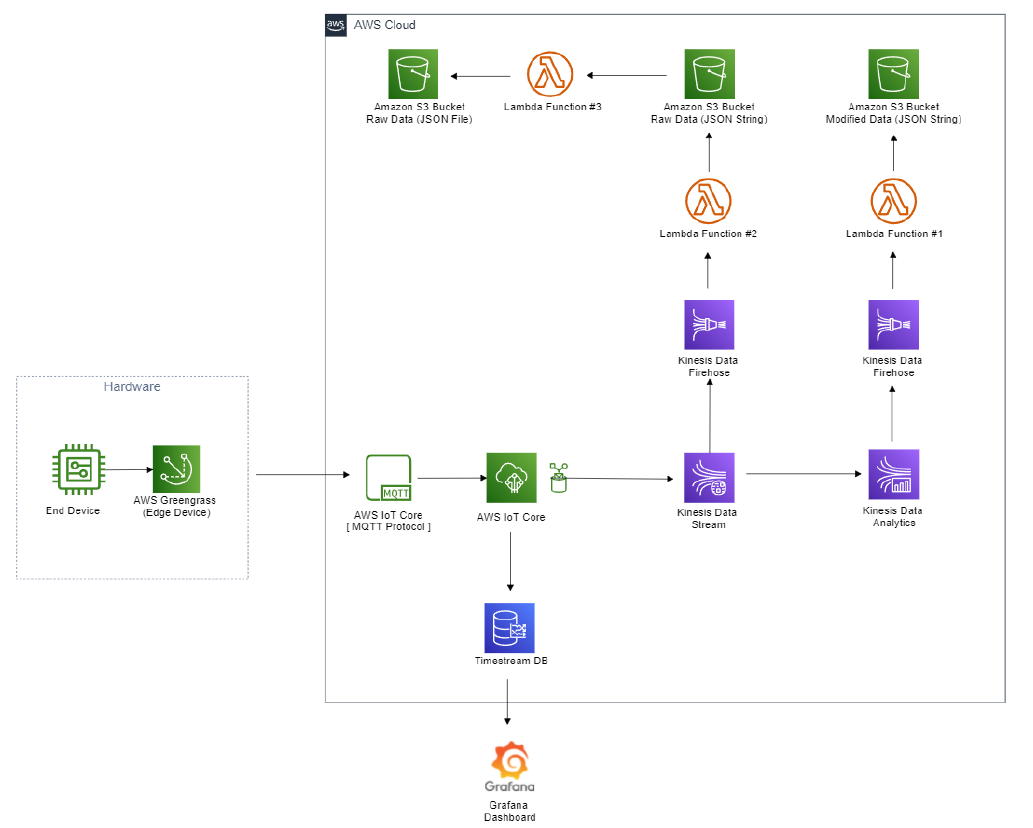 aws
AWS Cloud
Amazon S3 Bucket
Raw Data (JSON File)
Lambda Function #3
Amazon S3 Bucket
Raw Data (JSON String)
Amazon S3 Bucket
Modified Data (JSON String)
Lambda Function #2
Lambda Function #1
Kinesis Data
Firehose
Kinesis Data
Firehose
Hardware
End Device
AWS Greengrass
(Edge Device)
MQTT
AWS IoT Core
[ MQTT Protocol ]
AWS IoT Core
Kinesis Data
Stream
Kinesis Data
Analytics
Timestream DB
Grafana
Grafana
Dashboard